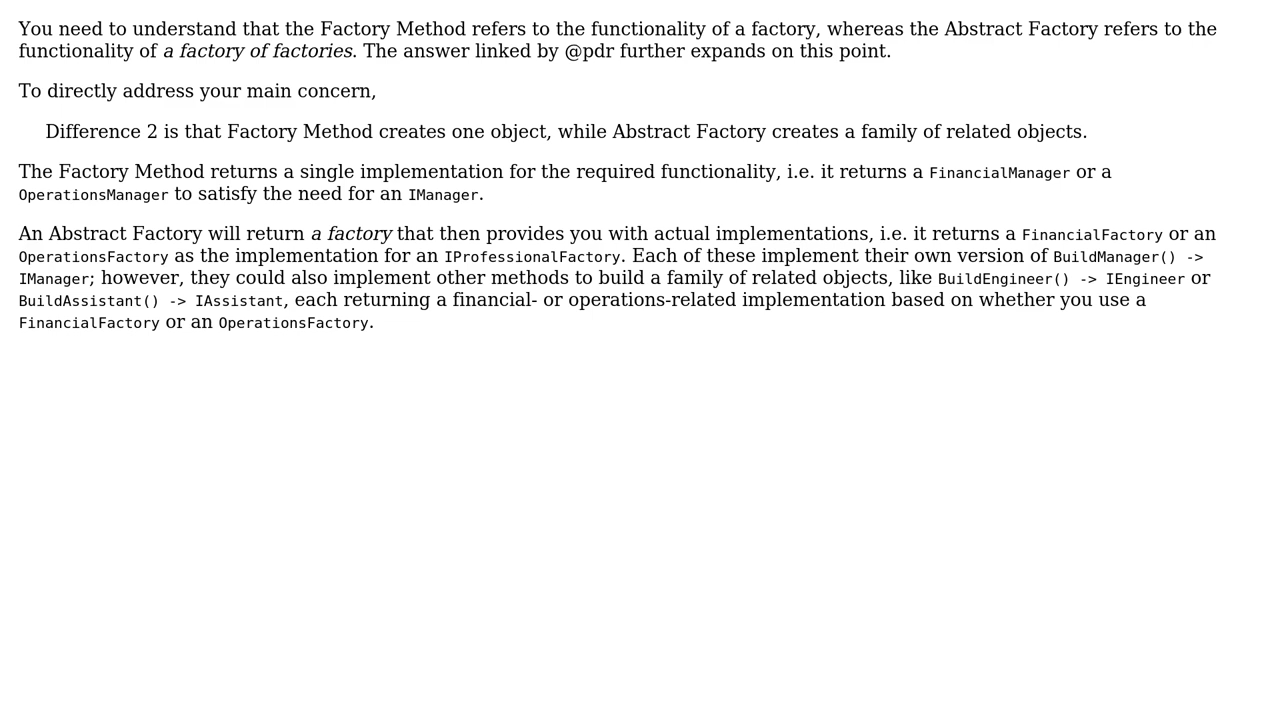 You need to understand that the Factory Method refers to the functionality of a factory, whereas the Abstract Factory refers to the
functionality of a factory of factories. The answer linked by @pdr further expands on this point.
To directly address your main concern,
Difference 2 is that Factory Method creates one object, while Abstract Factory creates a family of related objects.
The Factory Method returns a single implementation for the required functionality, i.e. it returns a FinancialManager or a
OperationsManager to satisfy the need for an IManager.
An Abstract Factory will return a factory that then provides you with actual implementations, i.e. it returns a FinancialFactory or an
OperationsFactory as the implementation for an IProfessionalFactory. Each of these implement their own version of BuildManager() ->
IManager; however, they could also implement other methods to build a family of related objects, like BuildEngineer() -> IEngineer or
BuildAssistant() -> IAssistant, each returning a financial- or operations-related implementation based on whether you use a
FinancialFactory or an OperationsFactory.